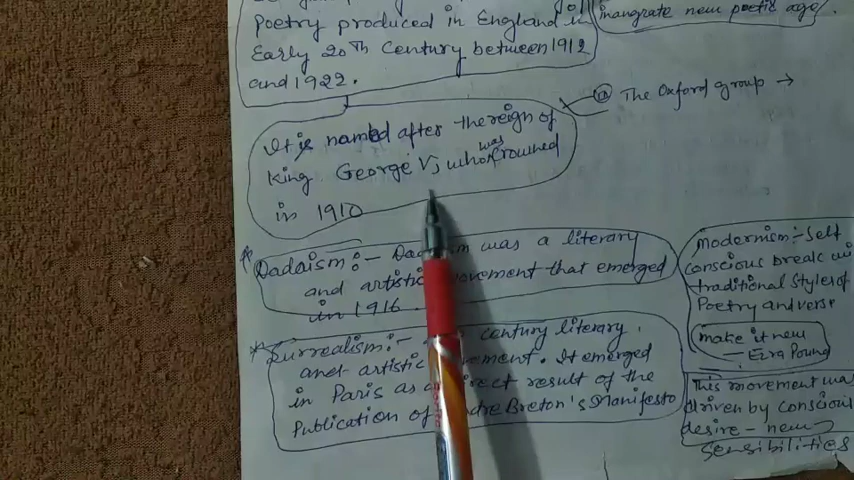 Poetry produced in England in
Early 20th Century between 1912
and 1922.
inangrate new poetic age.
It is named after the reign of
King George V, who was Crowned
in 1910
The Oxford group →
* Dadaism:- was a literary
and artistic movement that emerged
in 1916
* Surrealism:- century literary
and artistic movement. It emerged
in Paris as direct result of the
Publication of Breton's Manifesto
Modernism:- Self
conscious break
traditional Styles of
Poetry and verse
make it new
- Ezra Pound
This movement was
driven by conscious
desire - new
Sensibilities